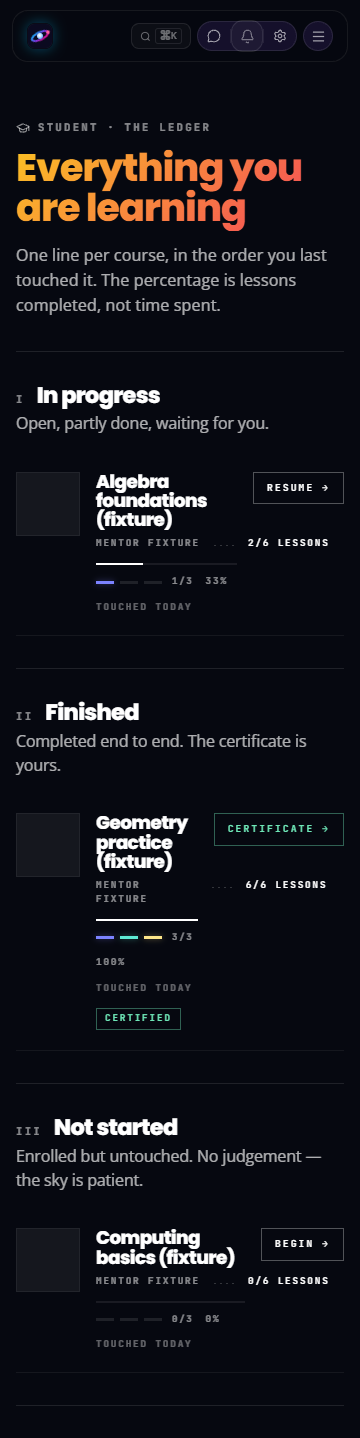 ⌘K
STUDENT · THE LEDGER
Everything you
are learning
One line per course, in the order you last
touched it. The percentage is lessons
completed, not time spent.
I In progress
Open, partly done, waiting for you.
Algebra
foundations
(fixture)
RESUME →
MENTOR FIXTURE .... 2/6 LESSONS
1/3 33%
TOUCHED TODAY
II Finished
Completed end to end. The certificate is
yours.
Geometry
practice
(fixture)
CERTIFICATE →
MENTOR
FIXTURE
.... 6/6 LESSONS
3/3
100%
TOUCHED TODAY
CERTIFIED
III Not started
Enrolled but untouched. No judgement —
the sky is patient.
Computing
basics (fixture)
BEGIN →
MENTOR FIXTURE .... 0/6 LESSONS
0/3 0%
TOUCHED TODAY